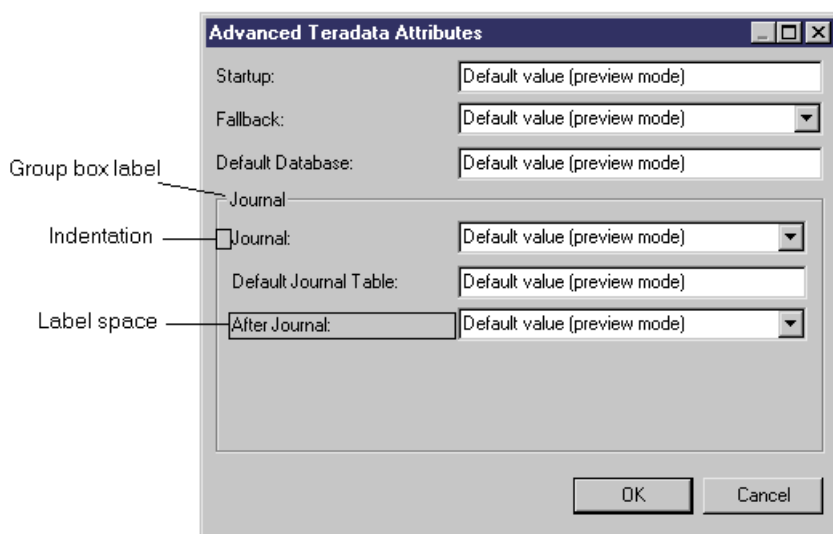 Advanced Teradata Attributes
Startup: Default value (preview mode)
Fallback: Default value (preview mode)
Default Database: Default value (preview mode)
Group box label
Journal
Indentation
Journal: Default value (preview mode)
Default Journal Table: Default value (preview mode)
Label space
After Journal: Default value (preview mode)
OK Cancel